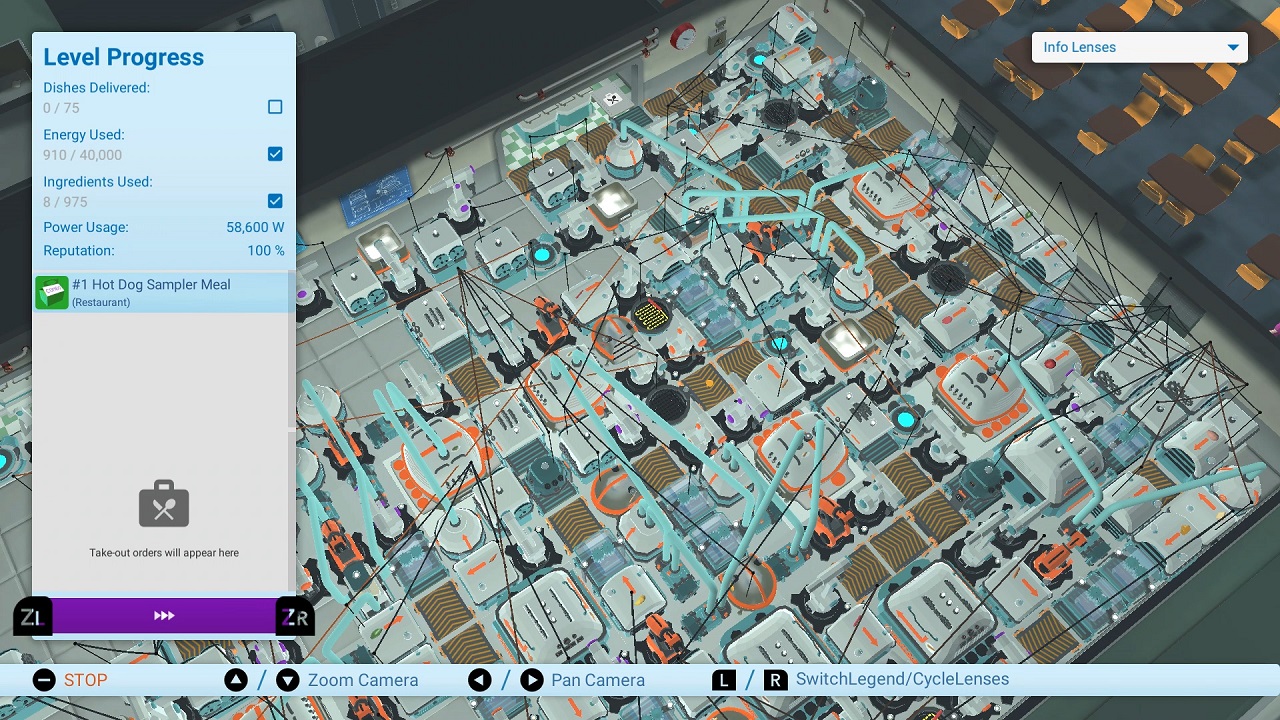 Level Progress
Dishes Delivered:
0 / 75
Energy Used:
910 / 40,000
Ingredients Used:
8 / 975
Power Usage: 58,600 W
Reputation: 100 %
#1 Hot Dog Sampler Meal
(Restaurant)
Take-out orders will appear here
ZL ZR
Info Lenses
STOP / Zoom Camera / Pan Camera L / R SwitchLegend/CycleLenses